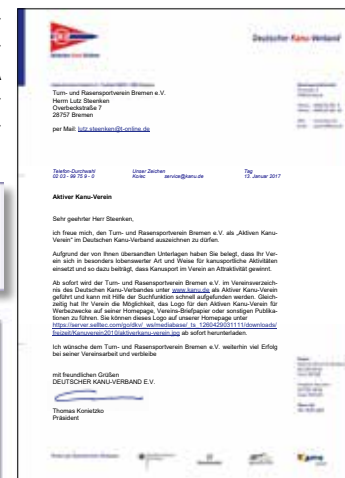 Deutscher Kanu-Verband
Turn- und Rasensportverein Bremen e.V.
Herrn Lutz Steenken
Overbeckstraße 7
28757 Bremen
per Mail: lutz.steenken@t-online.de
Telefon-Durchwahl Unser Zeichen Tag
02 03 - 99 75 9 - 0 Kolec service@kanu.de 13. Januar 2017
Aktiver Kanu-Verein
Sehr geehrter Herr Steenken,
ich freue mich, den Turn- und Rasensportverein Bremen e.V. als „Aktiven Kanu-
Verein" im Deutschen Kanu-Verband auszeichnen zu dürfen.
Aufgrund der von Ihnen übersandten Unterlagen haben Sie belegt, dass Ihr Ver-
ein sich in besonders lobenswerter Art und Weise für kanusportliche Aktivitäten
einsetzt und so dazu beiträgt, dass Kanusport im Verein an Attraktivität gewinnt.
Ab sofort wird der Turn- und Rasensportverein Bremen e.V. im Vereinsverzeich-
nis des Deutschen Kanu-Verbandes unter www.kanu.de als Aktiver Kanu-Verein
geführt und kann mit Hilfe der Suchfunktion schnell aufgefunden werden. Gleich-
zeitig hat Ihr Verein die Möglichkeit, das Logo für den Aktiven Kanu-Verein für
Werbezwecke auf seiner Homepage, Vereins-Briefpapier oder sonstigen Publika-
tionen zu führen. Sie können dieses Logo auf unserer Homepage unter
ab sofort herunterladen.
Ich wünsche dem Turn- und Rasensportverein Bremen e.V. weiterhin viel Erfolg
bei seiner Vereinsarbeit und verbleibe
mit freundlichen Grüßen
DEUTSCHER KANU-VERBAND E.V.
Thomas Konietzko
Präsident